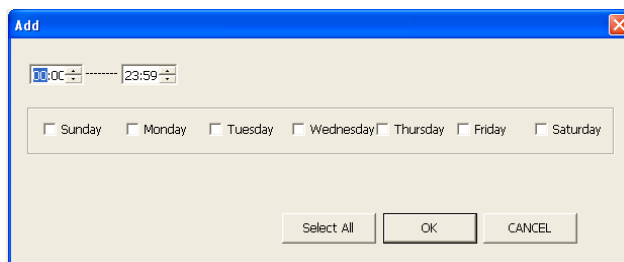 Add
00:00 ------- 23:59
Sunday Monday Tuesday Wednesday Thursday Friday Saturday
Select All OK CANCEL